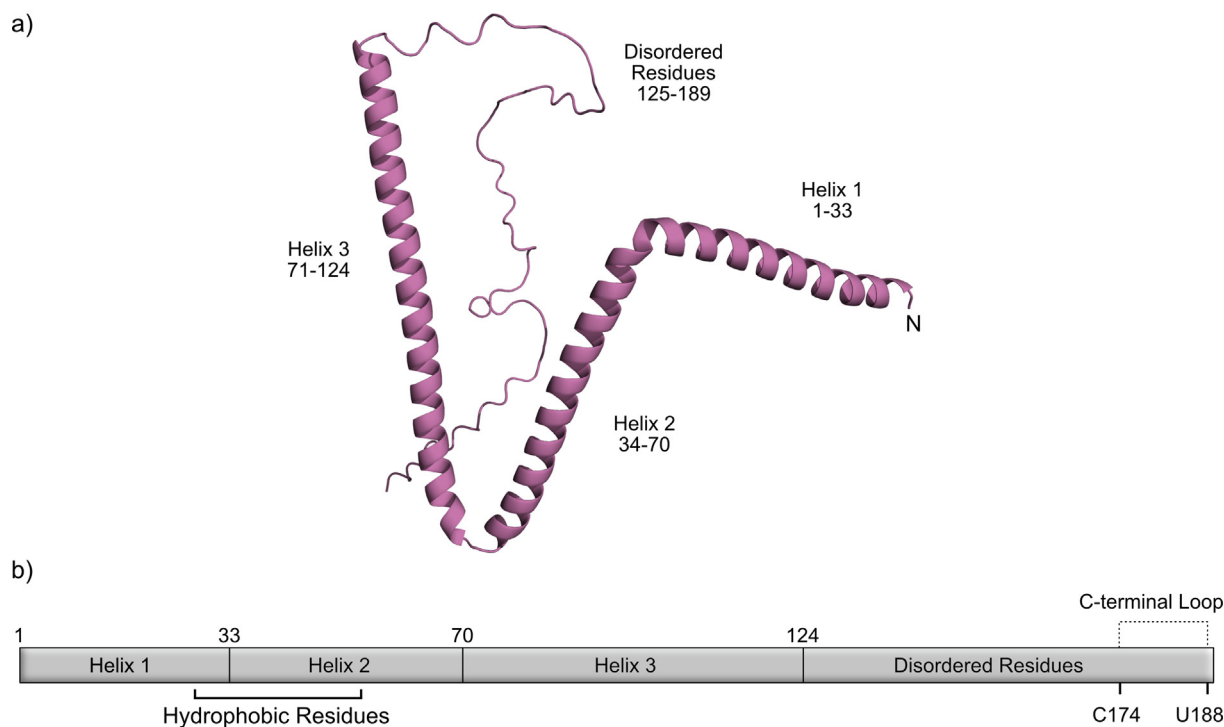 a)
Disordered
Residues
125-189
Helix 1
1-33
Helix 3
71-124
N
Helix 2
34-70
b)
C-terminal Loop
1 33 70 124
Helix 1 Helix 2 Helix 3 Disordered Residues
Hydrophobic Residues C174 U188